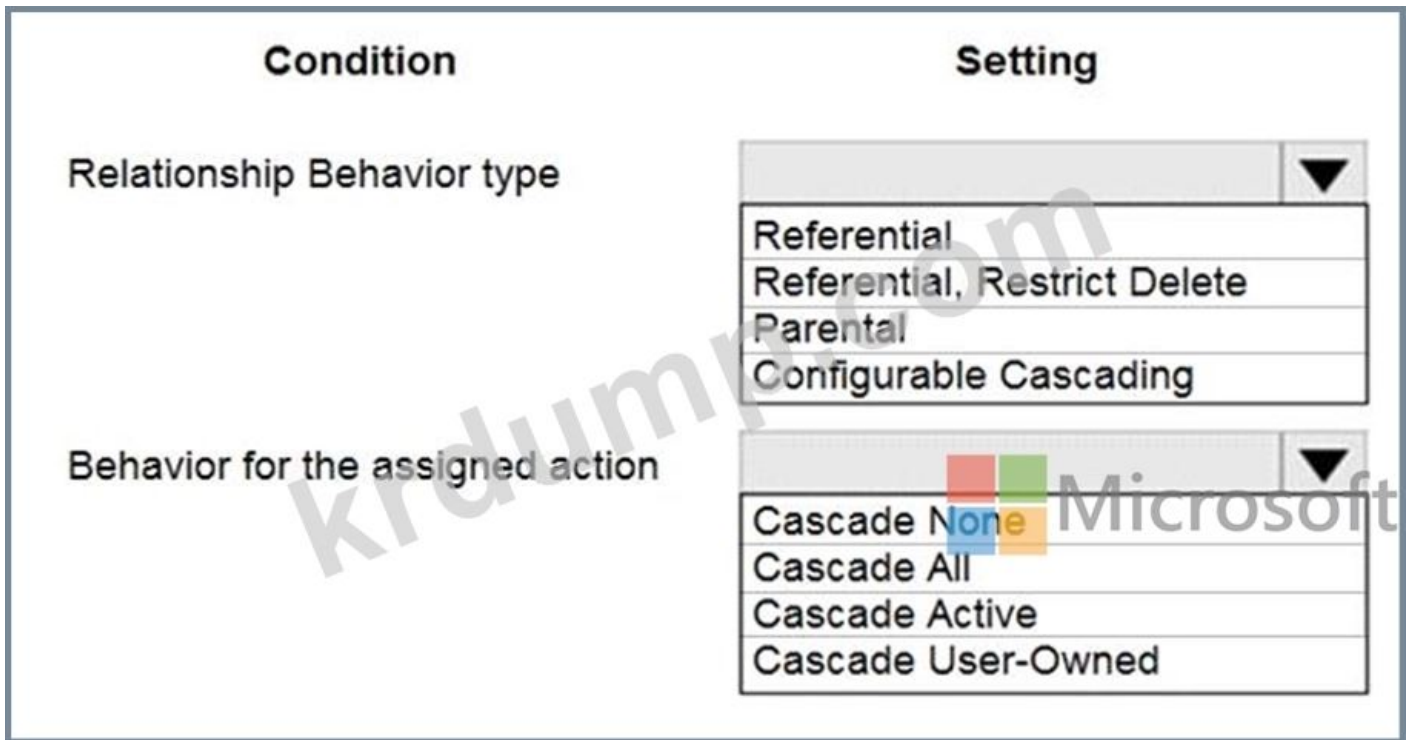 Condition
Setting
Relationship Behavior type
Referential
Referential, Restrict Delete
Parental
Configurable Cascading
Behavior for the assigned action
Cascade None
Cascade All
Cascade Active
Cascade User-Owned
krdump.com
Microsoft